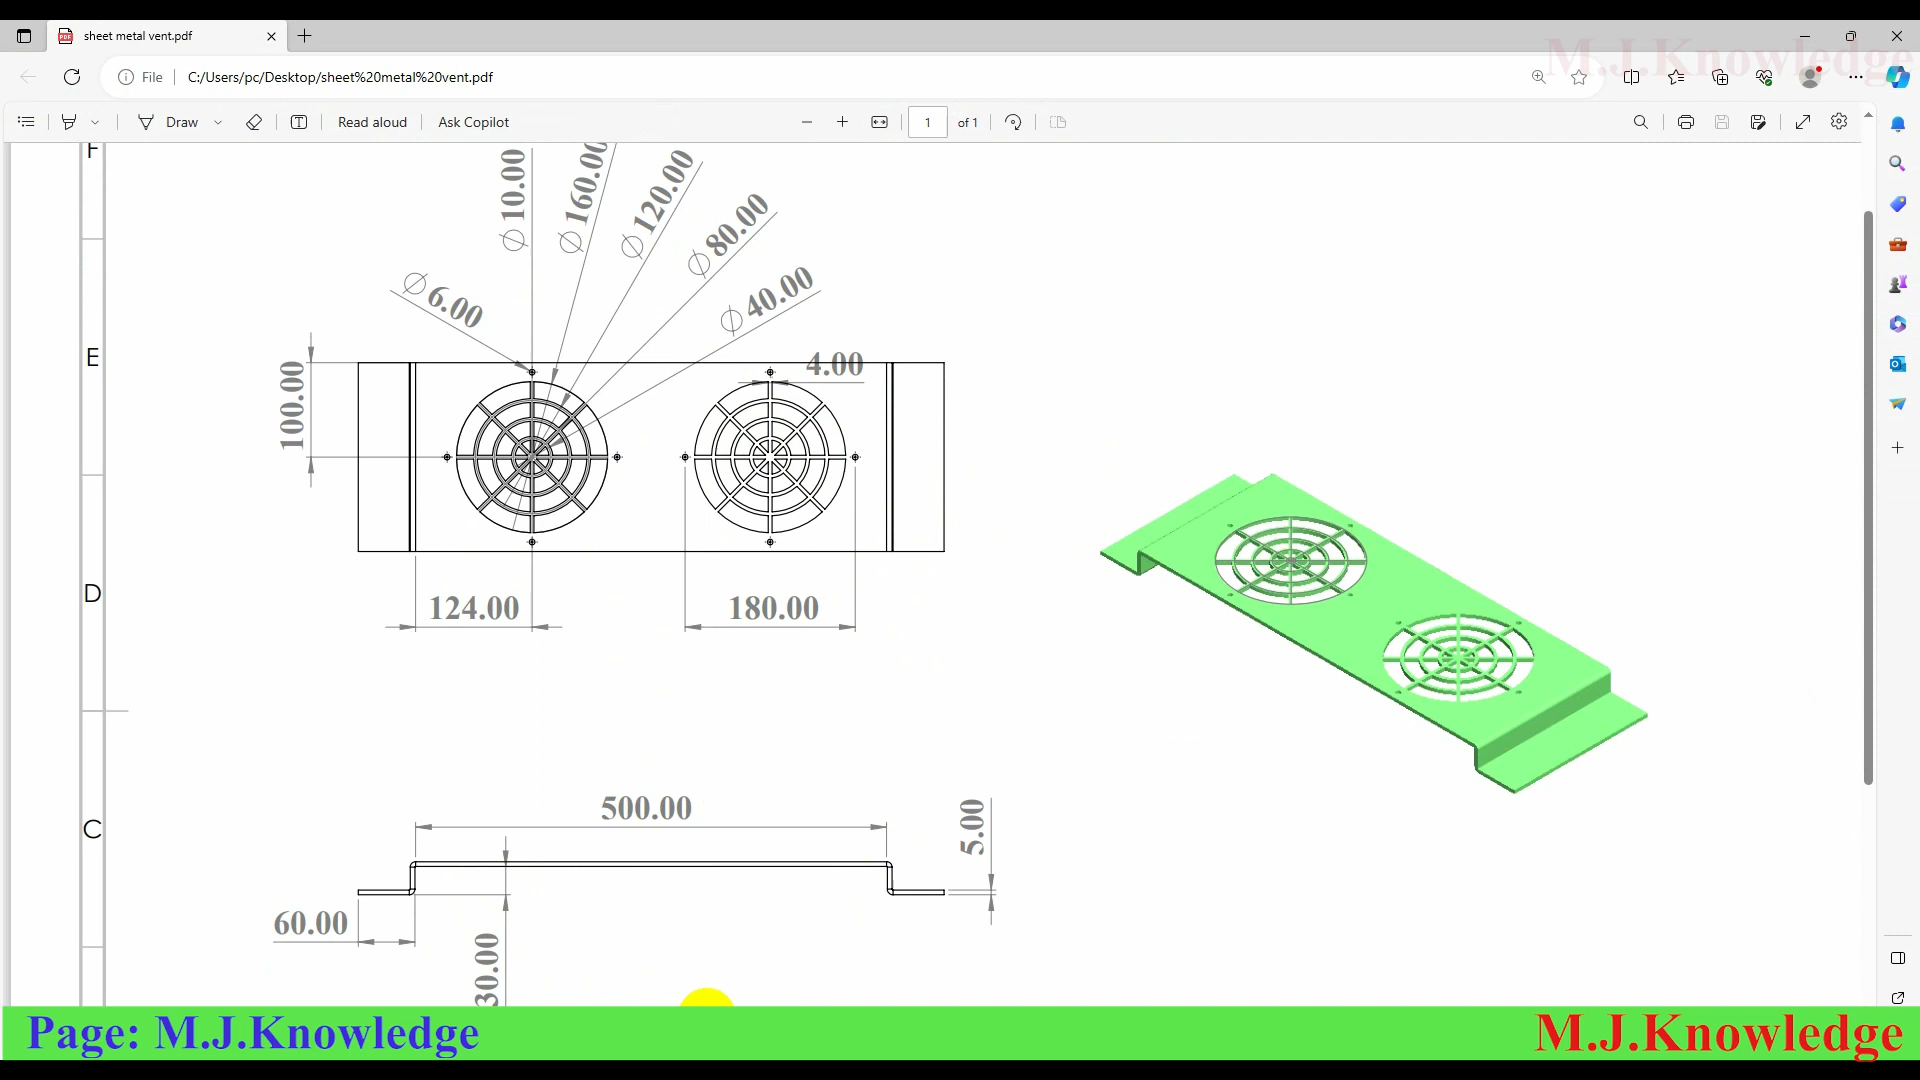 sheet metal vent.pdf
M.J.Knowledge
File
C:/Users/pc/Desktop/sheet%20metal%20vent.pdf
Draw
Read aloud
Ask Copilot
1
of 1
F
E
D
C
∅ 10.00
∅ 160.00
∅ 120.00
∅ 80.00
∅ 40.00
∅ 6.00
4.00
100.00
124.00
180.00
500.00
5.00
60.00
30.00
Page: M.J.Knowledge
M.J.Knowledge